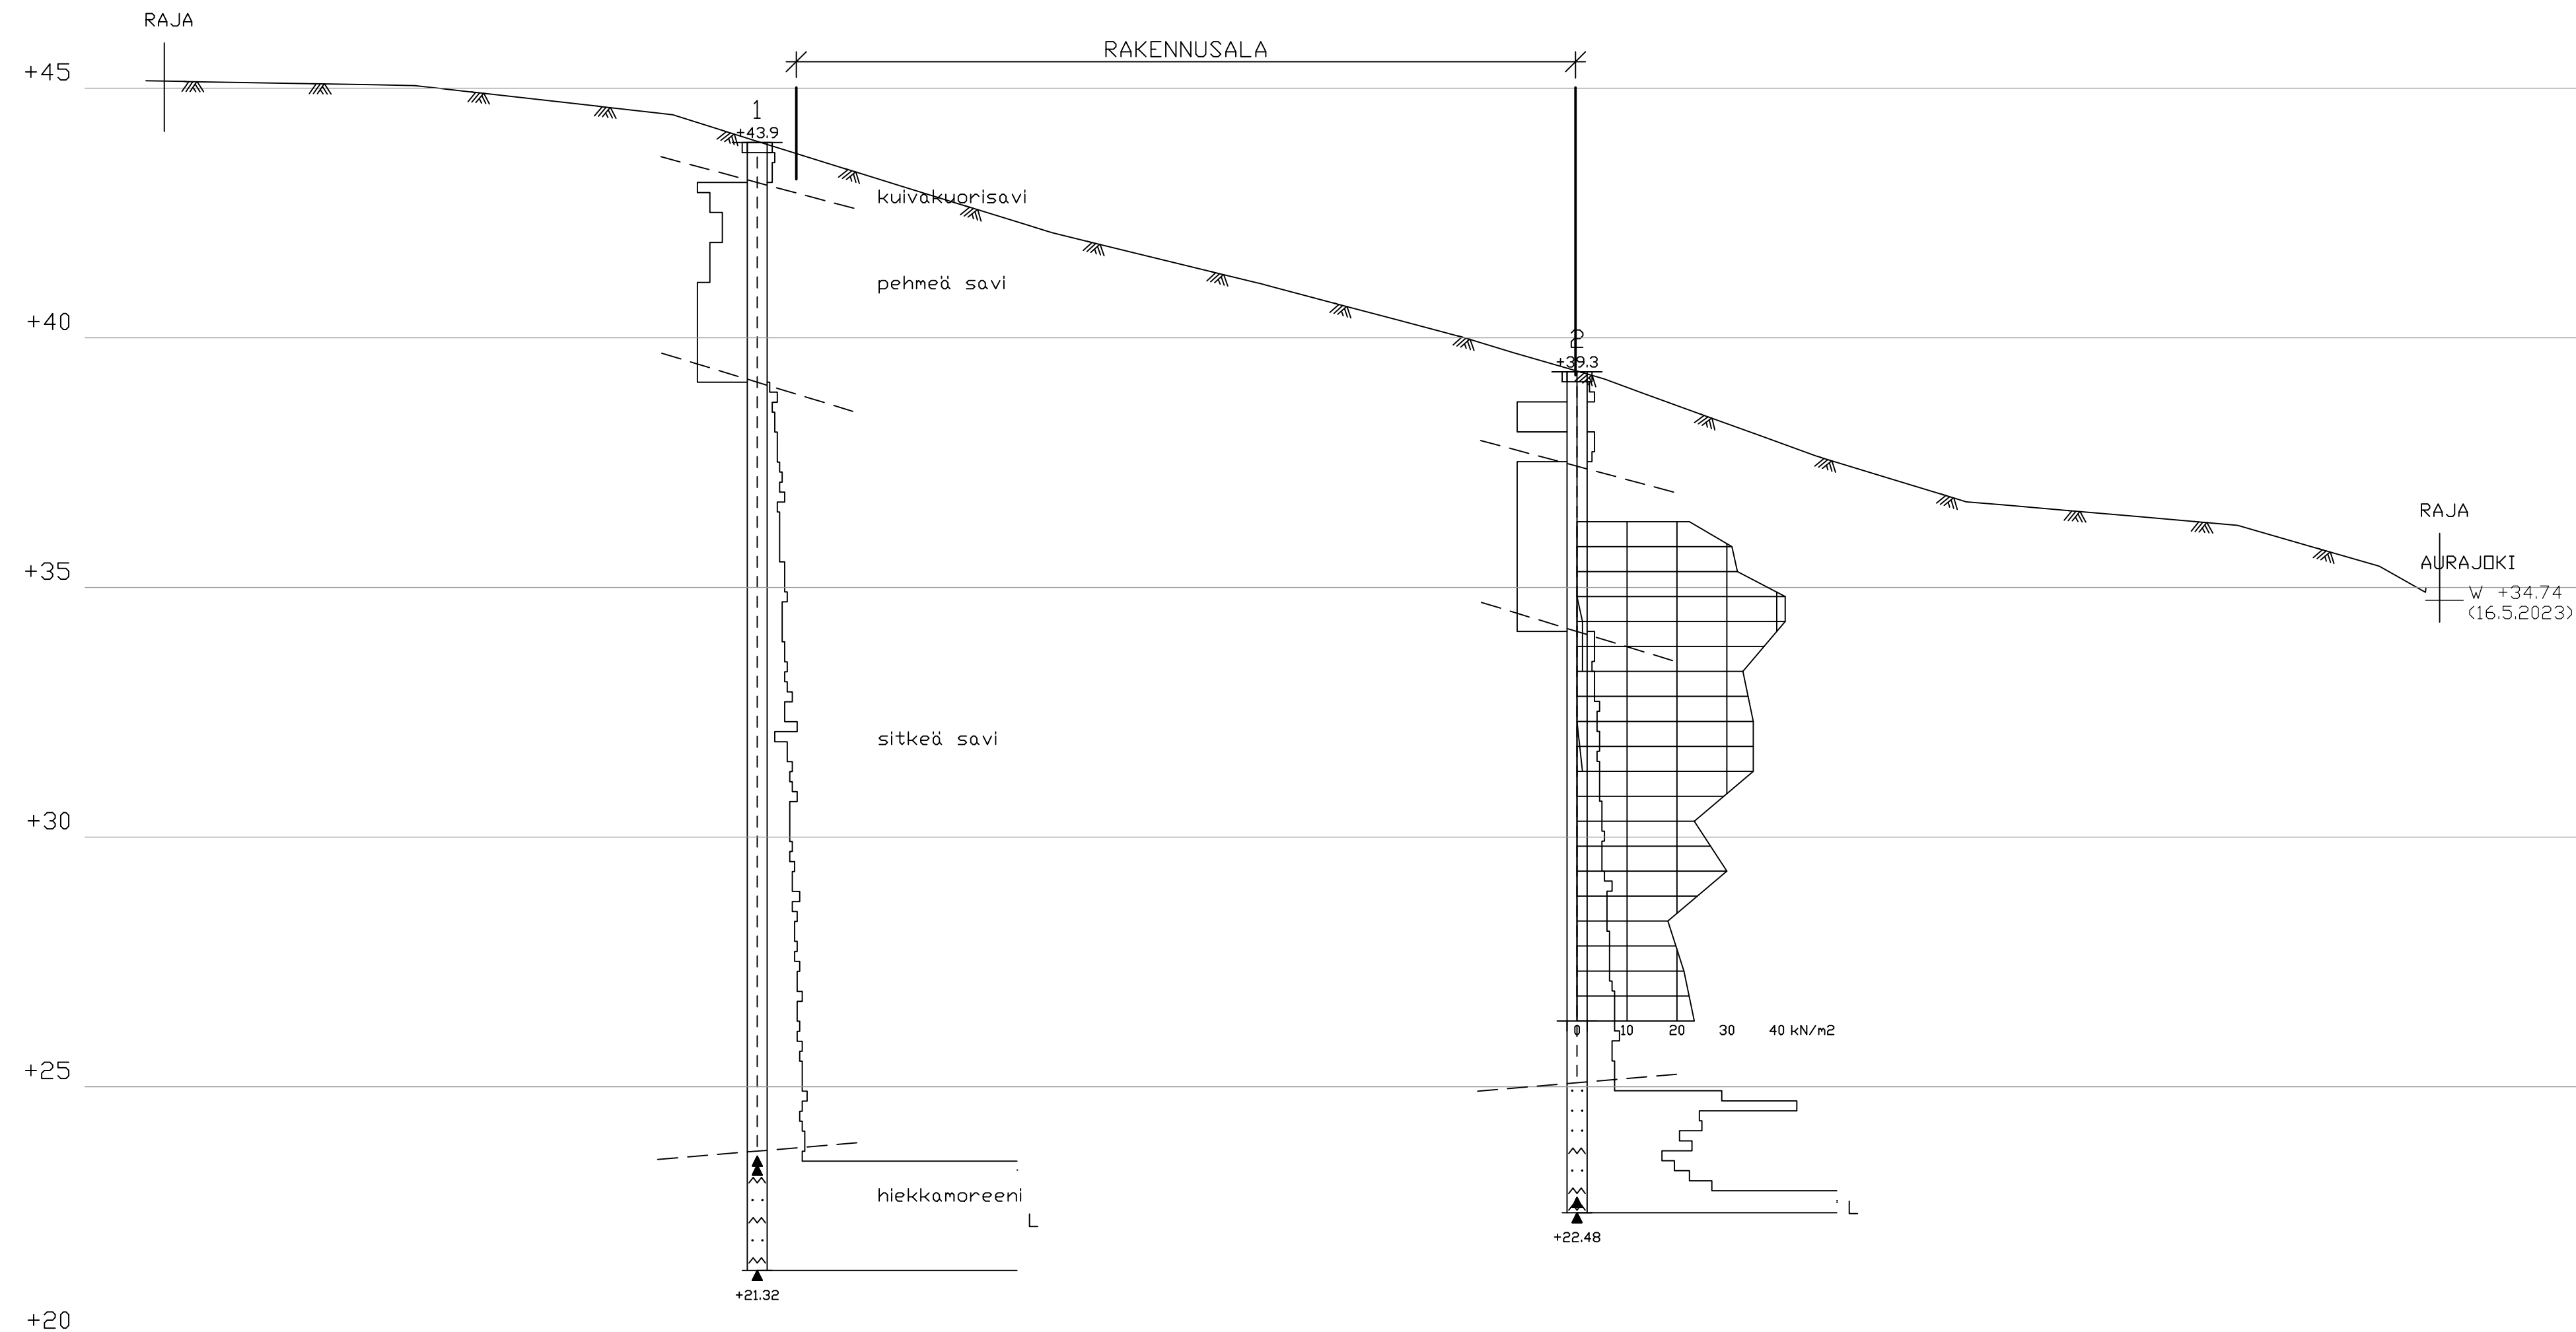 RAJA
RAKENNUSALA
+45
1
+43.9
kuivakuorisavi
pehmeä savi
+40
2
+39.3
RAJA
AURAJOKI
+35
W +34.74
(16.5.2023)
sitkeä savi
+30
0 10 20 30 40 kN/m2
+25
hiekkamoreeni
L
L
+22.48
+21.32
+20